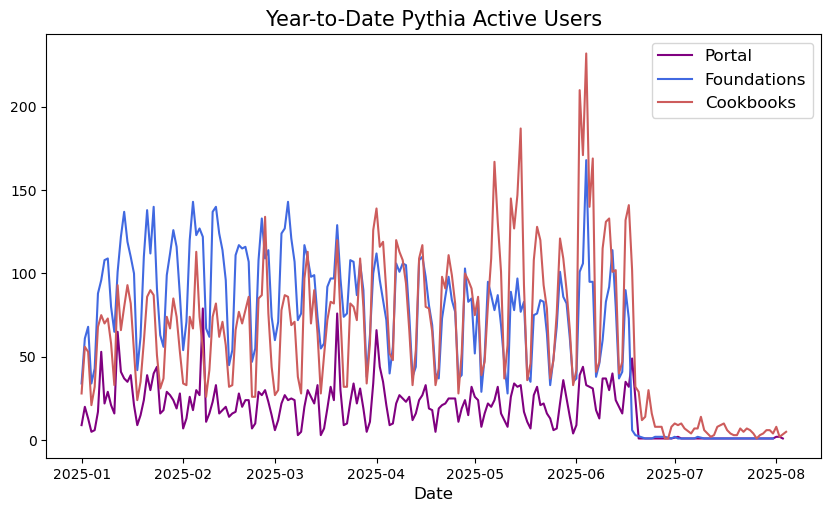 Year-to-Date Pythia Active Users
Portal
Foundations
Cookbooks
200
150
100
50
0
2025-01 2025-02 2025-03 2025-04 2025-05 2025-06 2025-07 2025-08
Date